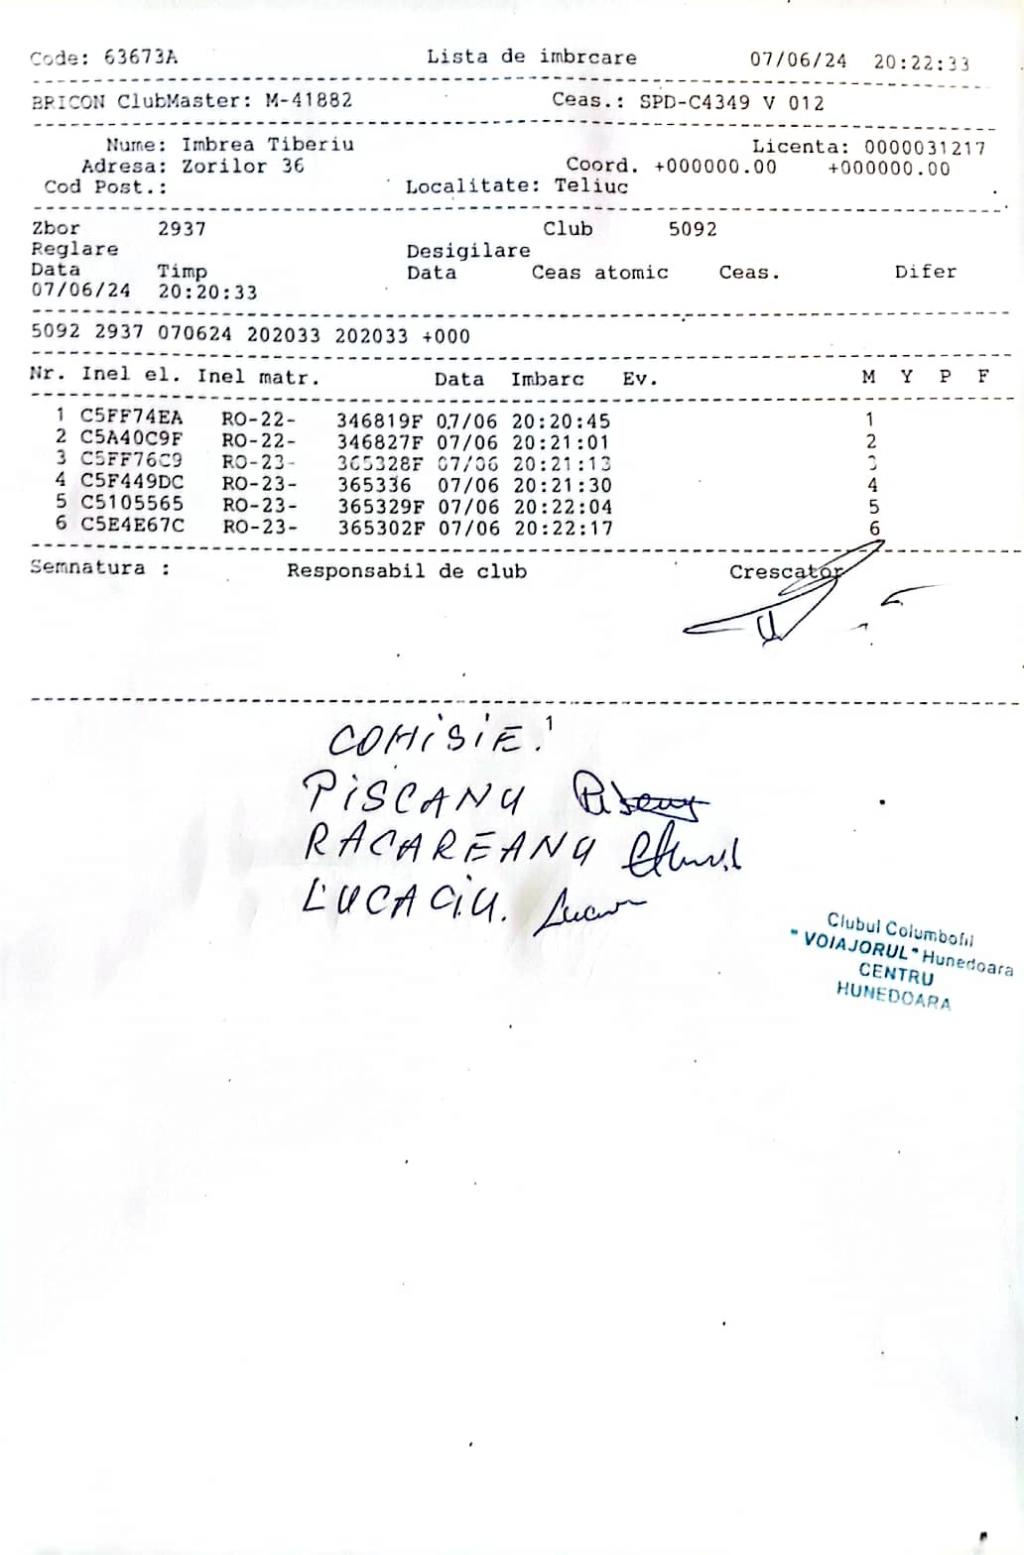 Code: 63673A Lista de imbrcare 07/06/24 20:22:33
BRICON ClubMaster: M-41882 Ceas.: SPD-C4349 V 012
Nume: Imbrea Tiberiu Licenta: 0000031217
Adresa: Zorilor 36 Coord. +000000.00 +000000.00
Cod Post.: Localitate: Teliuc
Zbor 2937 Club 5092
Reglare Desigilare
Data Timp Data Ceas atomic Ceas. Difer
07/06/24 20:20:33
5092 2937 070624 202033 202033 +000
Nr. Inel el. Inel matr. Data Imbarc Ev. M Y P F
1 C5FF74EA RO-22- 346819F 07/06 20:20:45 1
2 C5A40C9F RO-22- 346827F 07/06 20:21:01 2
3 C5FF76C9 RO-23- 365328F 07/06 20:21:13 3
4 C5F449DC RO-23- 365336 07/06 20:21:30 4
5 C5105565 RO-23- 365329F 07/06 20:22:04 5
6 C5E4E67C RO-23- 365302F 07/06 20:22:17 6
Semnatura : Responsabil de club Crescator
COMISIE:
PISCANU
RACAREANU
LUCACIU.
Clubul Columbofil
"VOIAJORUL" Hunedoara
CENTRU
HUNEDOARA